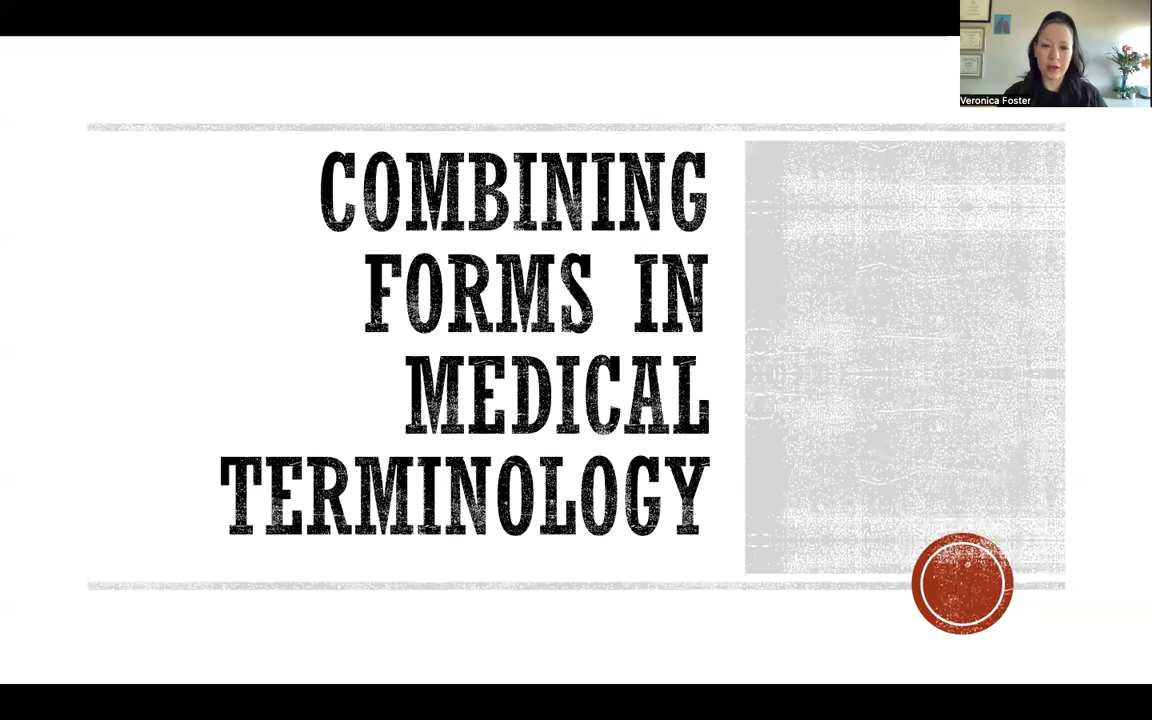 Veronica Foster
COMBINING
FORMS IN
MEDICAL
TERMINOLOGY